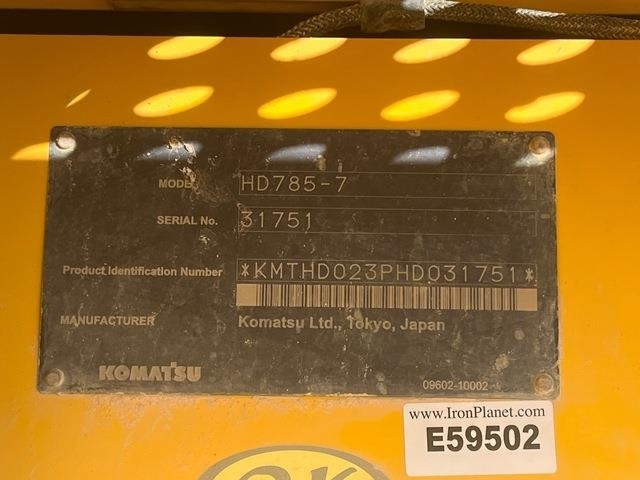 MODEL HD785-7
SERIAL No. 31751
Product Identification Number *KMTHD023PHD031751*
MANUFACTURER Komatsu Ltd., Tokyo, Japan
KOMATSU 09602-10002
www.IronPlanet.com
E59502
OK